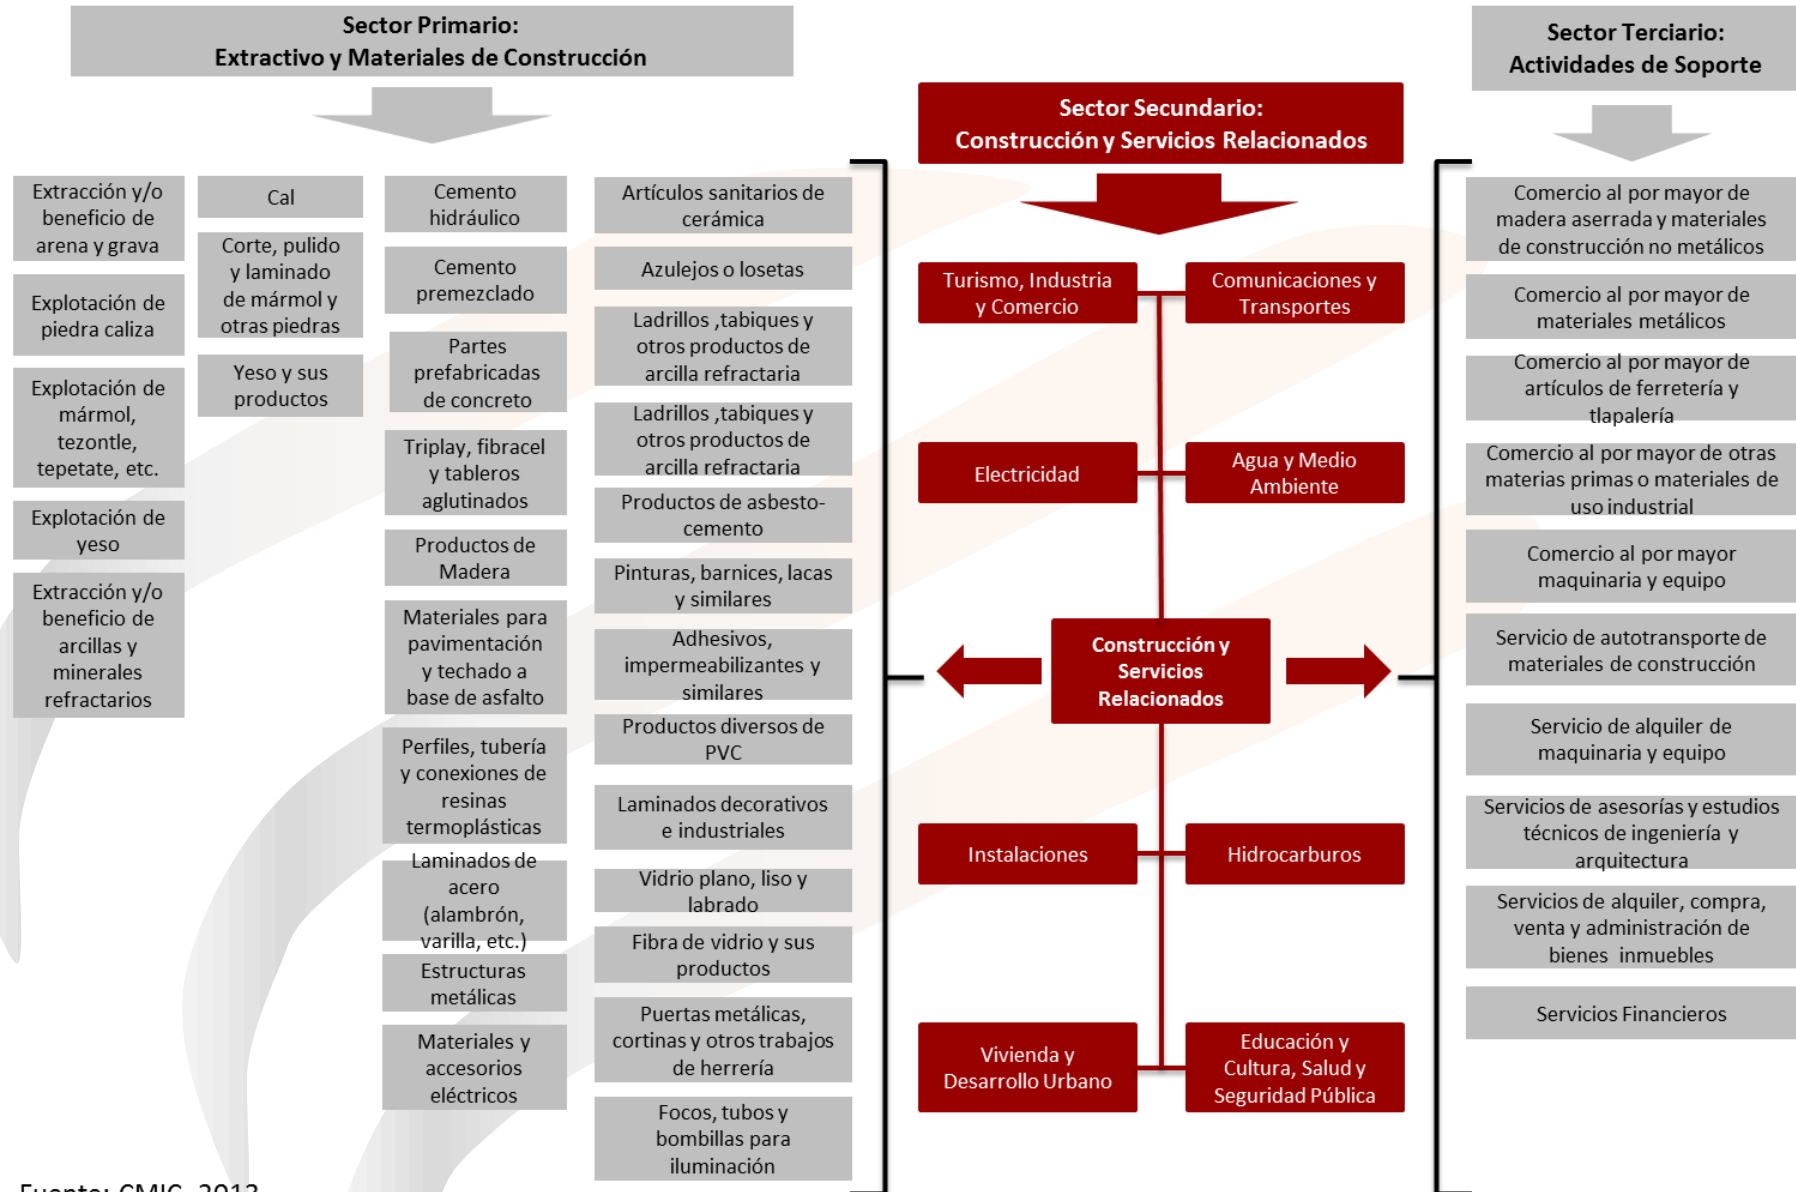 Sector Primario:
Extractivo y Materiales de Construcción
Extracción y/o
beneficio de
arena y grava
Explotación de
piedra caliza
Explotación de
mármol,
tezontle,
tepetate, etc.
Explotación de
yeso
Extracción y/o
beneficio de
arcillas y
minerales
refractarios
Cal
Corte, pulido
y laminado
de mármol y
otras piedras
Yeso y sus
productos
Cemento
hidráulico
Cemento
premezclado
Partes
prefabricadas
de concreto
Triplay, fibracel
y tableros
aglutinados
Productos de
Madera
Materiales para
pavimentación
y techado a
base de asfalto
Perfiles, tubería
y conexiones de
resinas
termoplásticas
Laminados de
acero
(alambrón,
varilla, etc.)
Estructuras
metálicas
Materiales y
accesorios
eléctricos
Artículos sanitarios de
cerámica
Azulejos o losetas
Ladrillos ,tabiques y
otros productos de
arcilla refractaria
Ladrillos ,tabiques y
otros productos de
arcilla refractaria
Productos de asbesto-
cemento
Pinturas, barnices, lacas
y similares
Adhesivos,
impermeabilizantes y
similares
Productos diversos de
PVC
Laminados decorativos
e industriales
Vidrio plano, liso y
labrado
Fibra de vidrio y sus
productos
Puertas metálicas,
cortinas y otros trabajos
de herrería
Focos, tubos y
bombillas para
iluminación
Sector Secundario:
Construcción y Servicios Relacionados
Turismo, Industria
y Comercio
Comunicaciones y
Transportes
Electricidad
Agua y Medio
Ambiente
Construcción y
Servicios
Relacionados
Instalaciones
Hidrocarburos
Vivienda y
Desarrollo Urbano
Educación y
Cultura, Salud y
Seguridad Pública
Sector Terciario:
Actividades de Soporte
Comercio al por mayor de
madera aserrada y materiales
de construcción no metálicos
Comercio al por mayor de
materiales metálicos
Comercio al por mayor de
artículos de ferretería y
tlapalería
Comercio al por mayor de otras
materias primas o materiales de
uso industrial
Comercio al por mayor
maquinaria y equipo
Servicio de autotransporte de
materiales de construcción
Servicio de alquiler de
maquinaria y equipo
Servicios de asesorías y estudios
técnicos de ingeniería y
arquitectura
Servicios de alquiler, compra,
venta y administración de
bienes inmuebles
Servicios Financieros
Fuente: CMIC, 2013